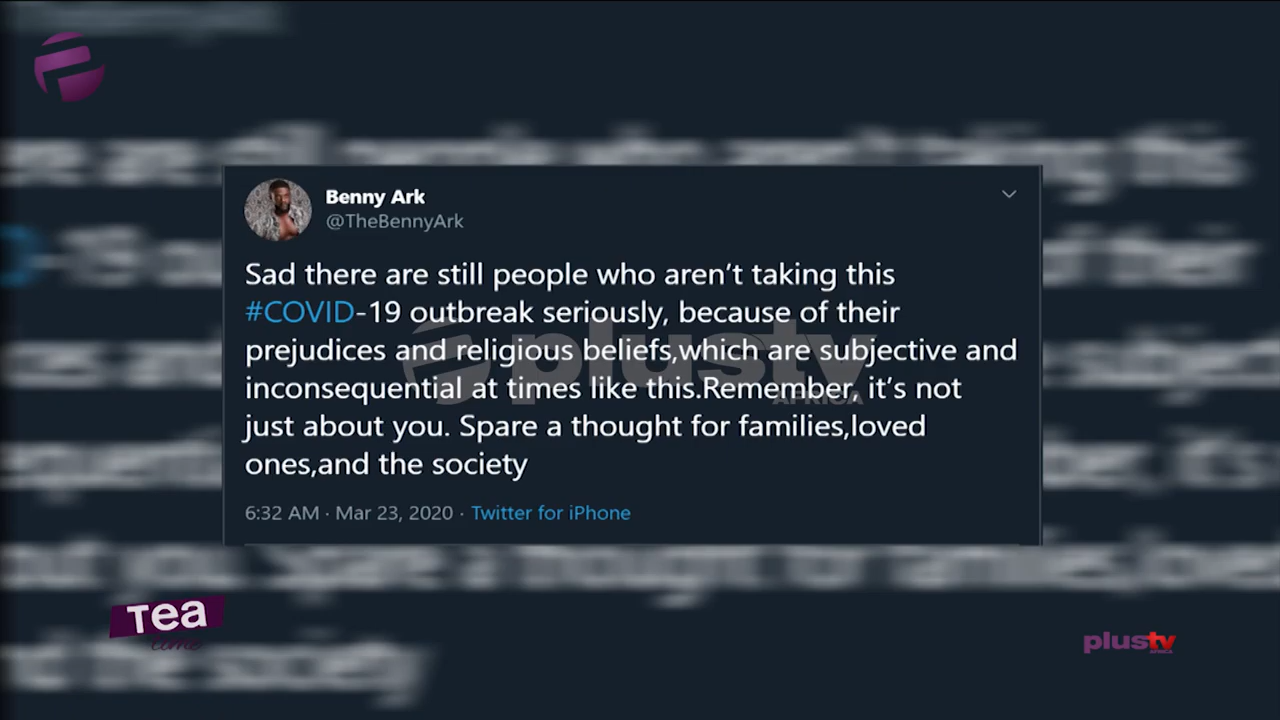 Benny Ark
@TheBennyArk
Sad there are still people who aren't taking this
#COVID-19 outbreak seriously, because of their
prejudices and religious beliefs,which are subjective and
inconsequential at times like this.Remember, it's not
just about you. Spare a thought for families,loved
ones,and the society
6:32 AM · Mar 23, 2020 · Twitter for iPhone
plustv
AFRICA
Tea
time
plustv
AFRICA